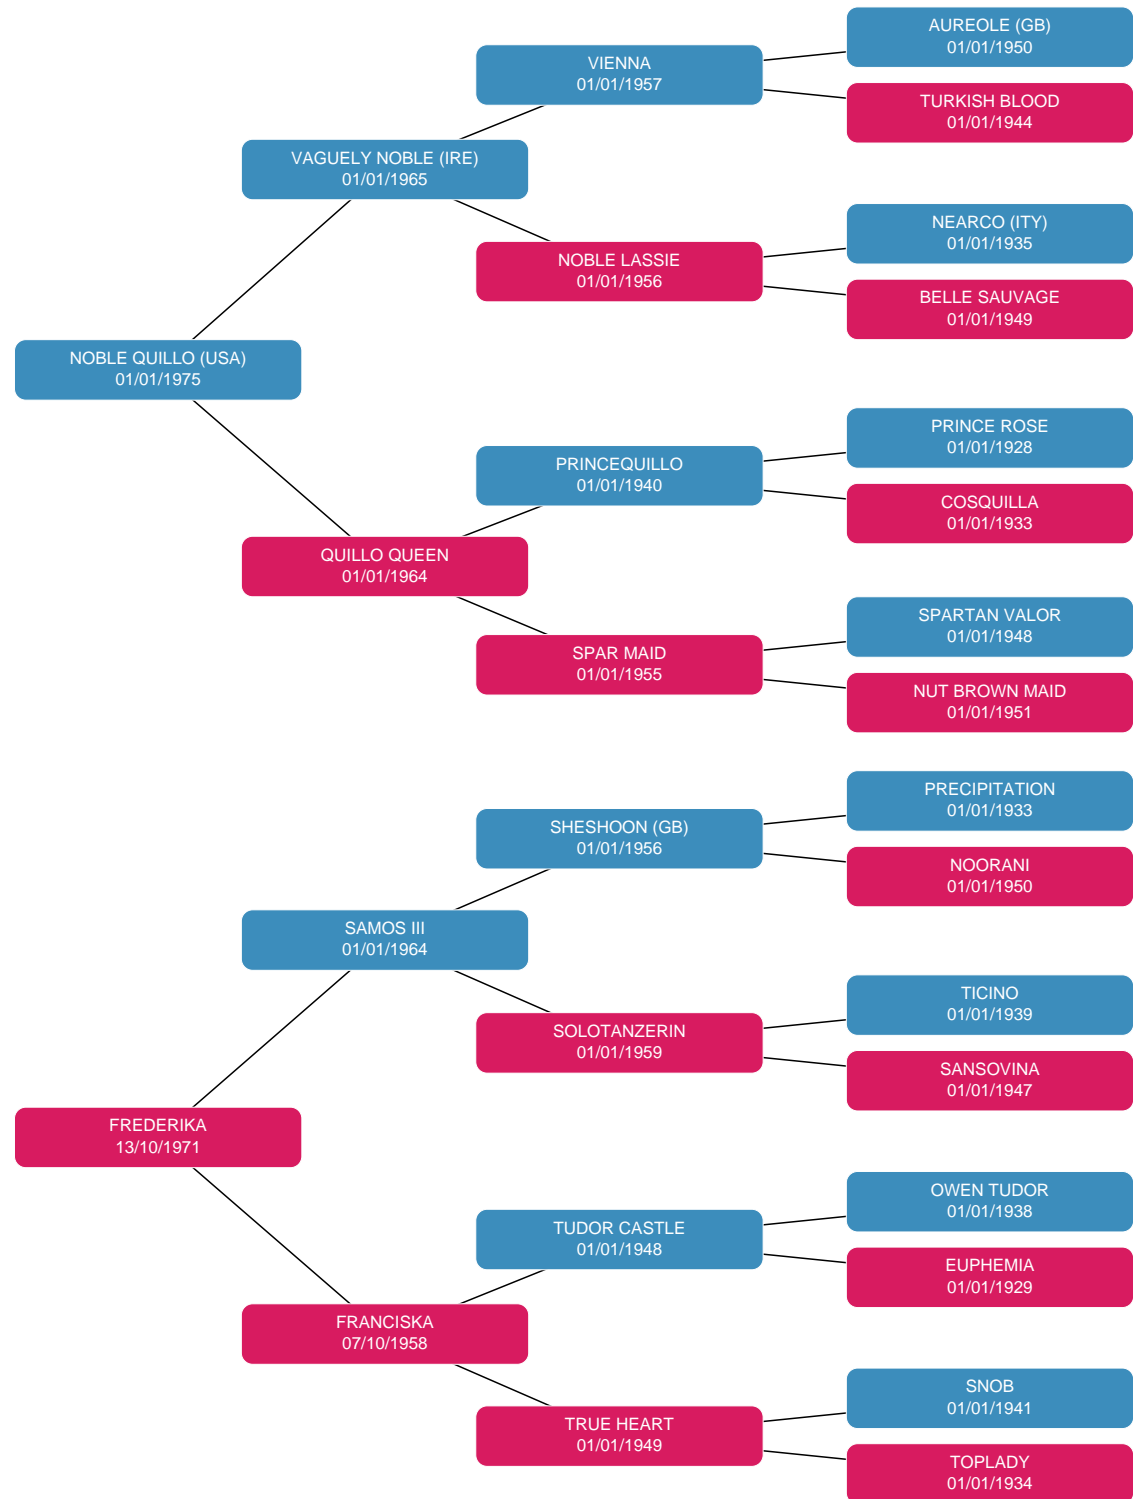 AUREOLE (GB)
01/01/1950
VIENNA
01/01/1957
TURKISH BLOOD
01/01/1944
VAGUELY NOBLE (IRE)
01/01/1965
NEARCO (ITY)
01/01/1935
NOBLE LASSIE
01/01/1956
BELLE SAUVAGE
01/01/1949
NOBLE QUILLO (USA)
01/01/1975
PRINCE ROSE
01/01/1928
PRINCEQUILLO
01/01/1940
COSQUILLA
01/01/1933
QUILLO QUEEN
01/01/1964
SPARTAN VALOR
01/01/1948
SPAR MAID
01/01/1955
NUT BROWN MAID
01/01/1951
PRECIPITATION
01/01/1933
SHESHOON (GB)
01/01/1956
NOORANI
01/01/1950
SAMOS III
01/01/1964
TICINO
01/01/1939
SOLOTANZERIN
01/01/1959
SANSOVINA
01/01/1947
FREDERIKA
13/10/1971
OWEN TUDOR
01/01/1938
TUDOR CASTLE
01/01/1948
EUPHEMIA
01/01/1929
FRANCISKA
07/10/1958
SNOB
01/01/1941
TRUE HEART
01/01/1949
TOPLADY
01/01/1934